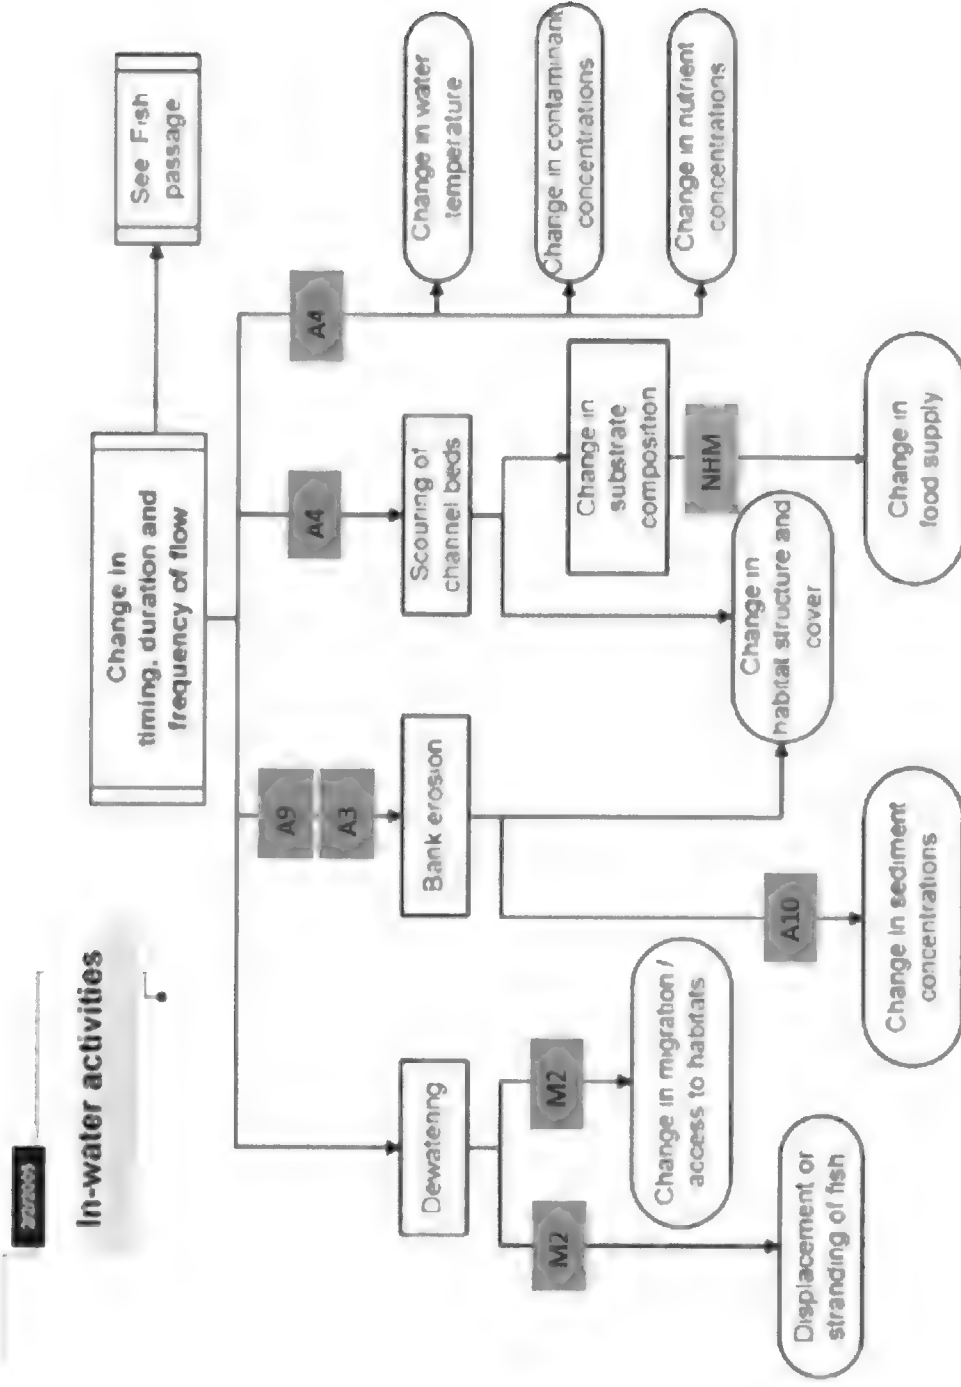 In-water activities
Change in
timing, duration and
frequency of flow
See Fish
passage
A9
A3
A4
A4
Dewatering
Bank erosion
Scouring of
channel beds
Change in water
temperature
M2
M2
Change in
substrate
composition
Change in contaminant
concentrations
Change in migration /
access to habitats
NHM
Change in nutrient
concentrations
A10
Change in
habitat structure and
cover
Displacement or
stranding of fish
Change in sediment
concentrations
Change in
food supply